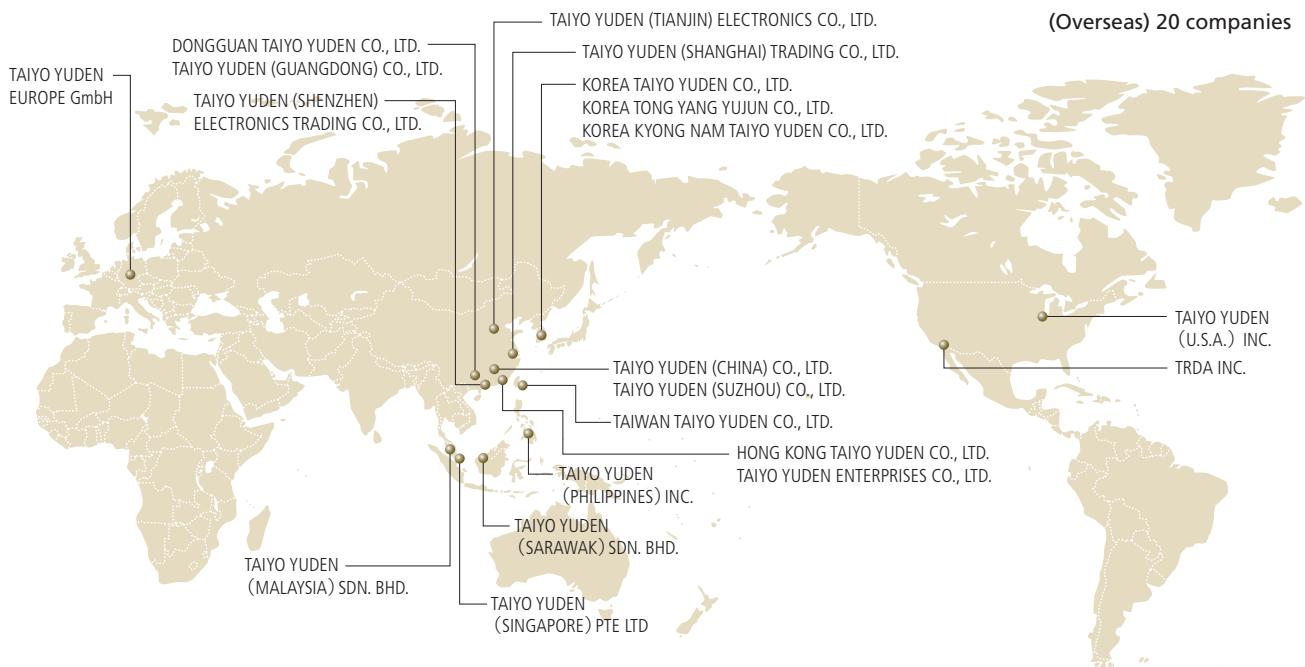 (Overseas) 20 companies
TAIYO YUDEN
EUROPE GmbH
DONGGUAN TAIYO YUDEN CO., LTD.
TAIYO YUDEN (GUANGDONG) CO., LTD.
TAIYO YUDEN (SHENZHEN)
ELECTRONICS TRADING CO., LTD.
TAIYO YUDEN (TIANJIN) ELECTRONICS CO., LTD.
TAIYO YUDEN (SHANGHAI) TRADING CO., LTD.
KOREA TAIYO YUDEN CO., LTD.
KOREA TONG YANG YUJUN CO., LTD.
KOREA KYONG NAM TAIYO YUDEN CO., LTD.
TAIYO YUDEN
（U.S.A.）INC.
TRDA INC.
TAIYO YUDEN (CHINA) CO., LTD.
TAIYO YUDEN (SUZHOU) CO., LTD.
TAIWAN TAIYO YUDEN CO., LTD.
HONG KONG TAIYO YUDEN CO., LTD.
TAIYO YUDEN ENTERPRISES CO., LTD.
TAIYO YUDEN
（PHILIPPINES）INC.
TAIYO YUDEN
（SARAWAK）SDN. BHD.
TAIYO YUDEN
（MALAYSIA）SDN. BHD.
TAIYO YUDEN
（SINGAPORE）PTE LTD